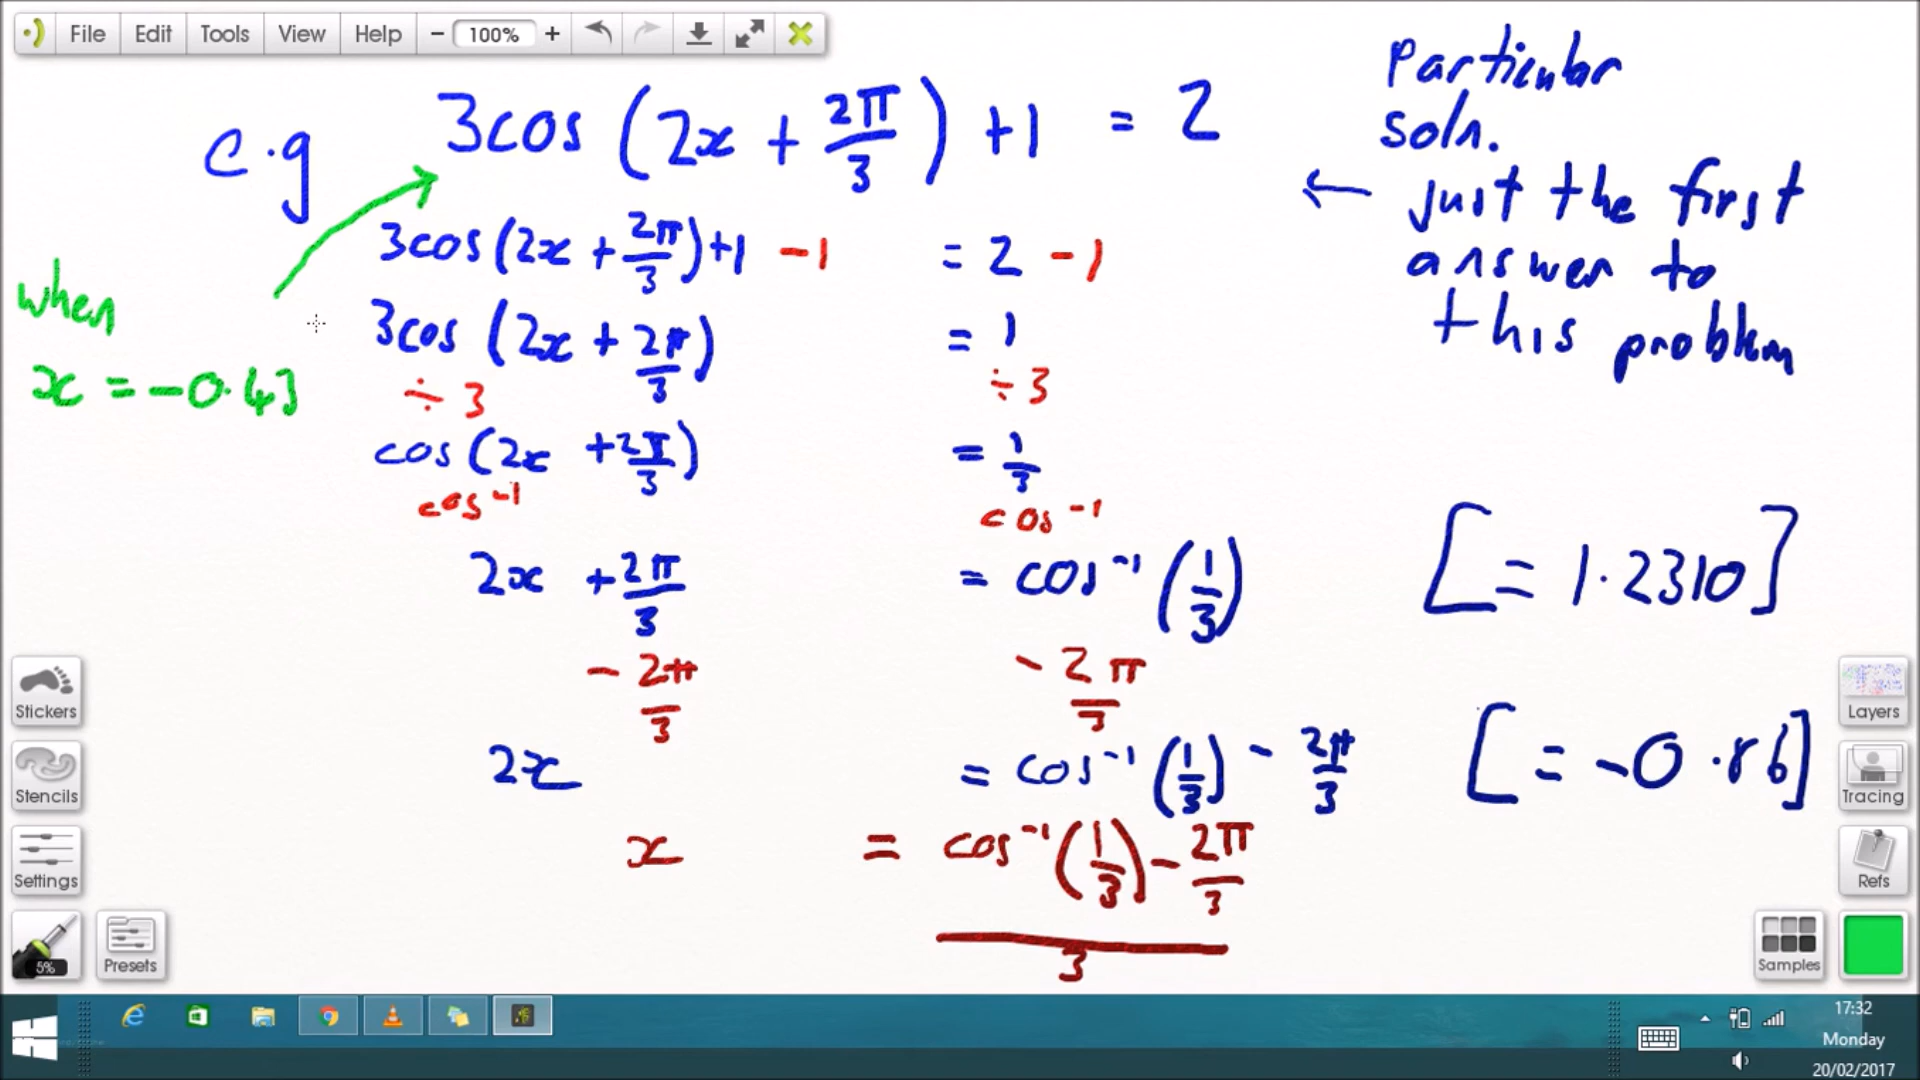 File Edit Tools View Help − 100% +
Particular
soln.
e.g 3cos (2x + 2π/3) + 1 = 2
← just the first
answer to
this problem
3cos(2x + 2π/3) + 1 - 1 = 2 - 1
when
x = -0.43
3cos (2x + 2π/3) = 1
÷ 3 ÷ 3
cos (2x + 2π/3) = 1/3
cos⁻¹ cos⁻¹
2x + 2π/3 = cos⁻¹ (1/3) [= 1.2310]
- 2π/3 - 2π/3
2x = cos⁻¹ (1/3) - 2π/3 [= -0.86]
x = cos⁻¹ (1/3) - 2π/3
3
Stickers
Stencils
Settings
5%
Presets
Layers
Tracing
Refs
Samples
17:32
Monday
20/02/2017